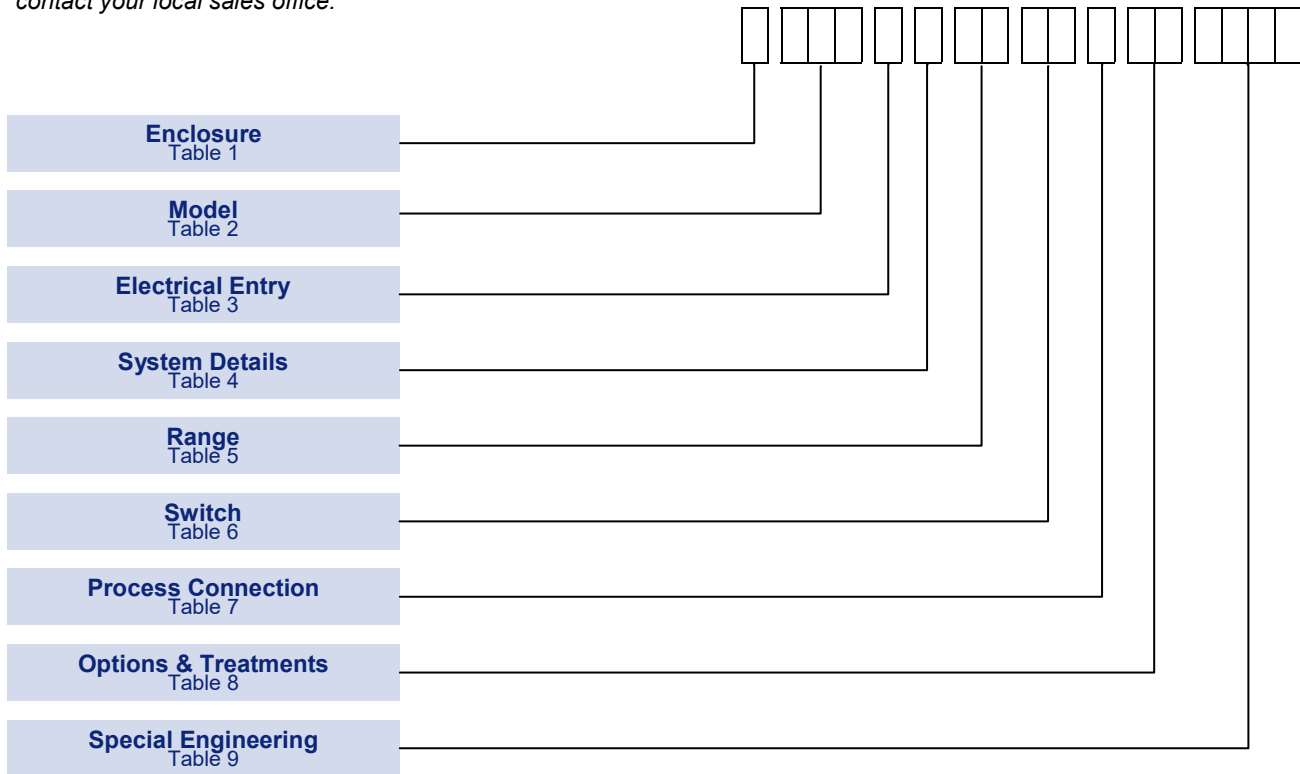 contact your local sales office.
Enclosure
Table 1
Model
Table 2
Electrical Entry
Table 3
System Details
Table 4
Range
Table 5
Switch
Table 6
Process Connection
Table 7
Options & Treatments
Table 8
Special Engineering
Table 9